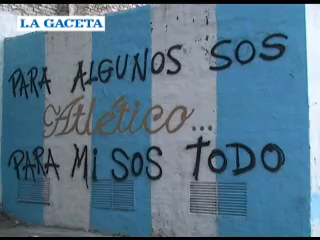 LA GACETA
PARA ALGUNOS SOS
Atlético...
PARA MI SOS TODO